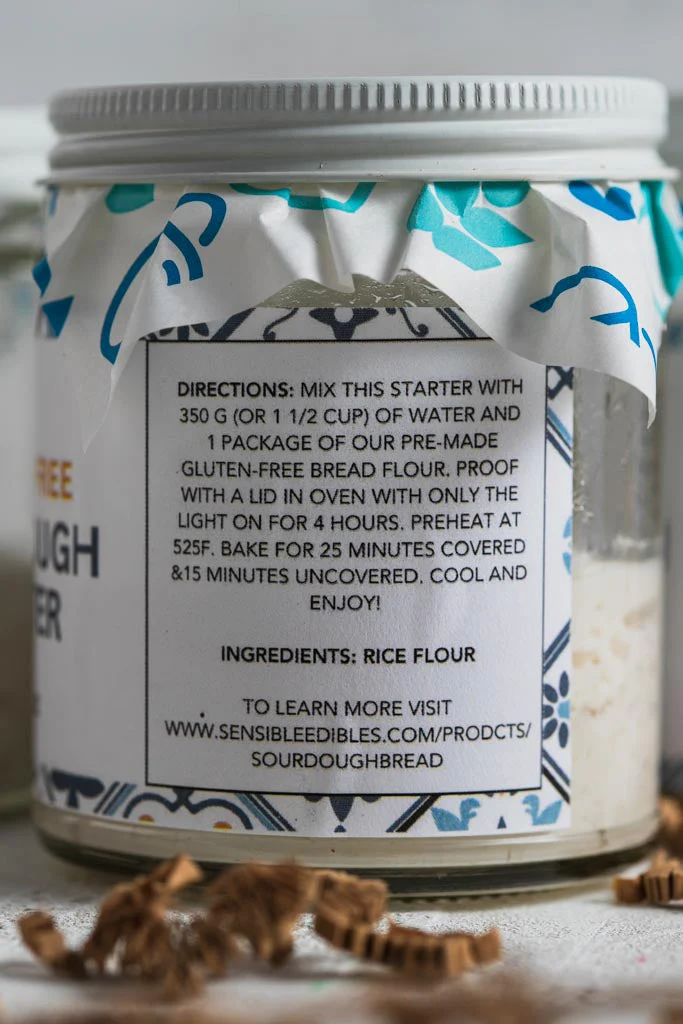 DIRECTIONS: MIX THIS STARTER WITH
350 G (OR 1 1/2 CUP) OF WATER AND
1 PACKAGE OF OUR PRE-MADE
GLUTEN-FREE BREAD FLOUR. PROOF
WITH A LID IN OVEN WITH ONLY THE
LIGHT ON FOR 4 HOURS. PREHEAT AT
525F. BAKE FOR 25 MINUTES COVERED
&15 MINUTES UNCOVERED. COOL AND
ENJOY!
INGREDIENTS: RICE FLOUR
TO LEARN MORE VISIT
WWW.SENSIBLEEDIBLES.COM/PRODCTS/
SOURDOUGHBREAD
FREE
UGH
ER